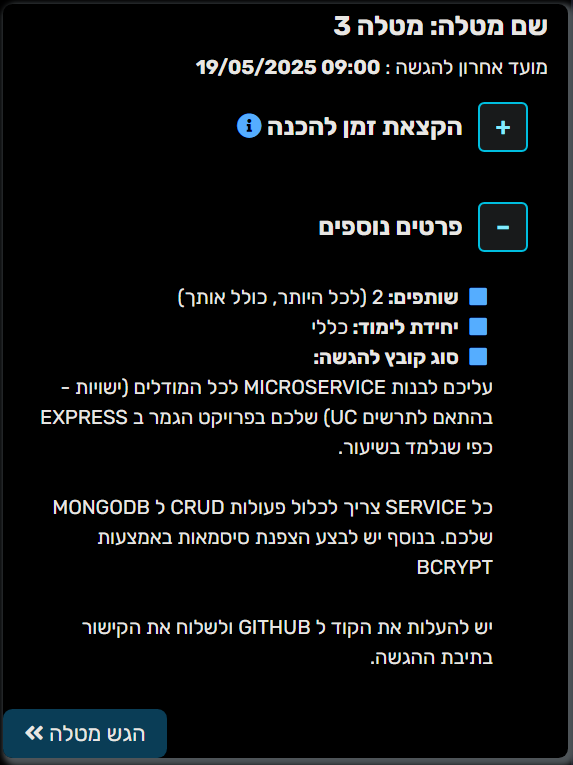 שם מטלה: מטלה 3
מועד אחרון להגשה : 19/05/2025 09:00
+ הקצאת זמן להכנה
- פרטים נוספים
שותפים: 2 (לכל היותר, כולל אותך)
יחידת לימוד: כללי
סוג קובץ להגשה:
עליכם לבנות MICROSERVICE לכל המודלים (ישויות -
בהתאם לתרשים UC) שלכם בפרויקט הגמר ב EXPRESS
כפי שנלמד בשיעור.
כל SERVICE צריך לכלול פעולות CRUD ל MONGODB
שלכם. בנוסף יש לבצע הצפנת סיסמאות באמצעות
BCRYPT
יש להעלות את הקוד ל GITHUB ולשלוח את הקישור
בתיבת ההגשה.
הגש מטלה